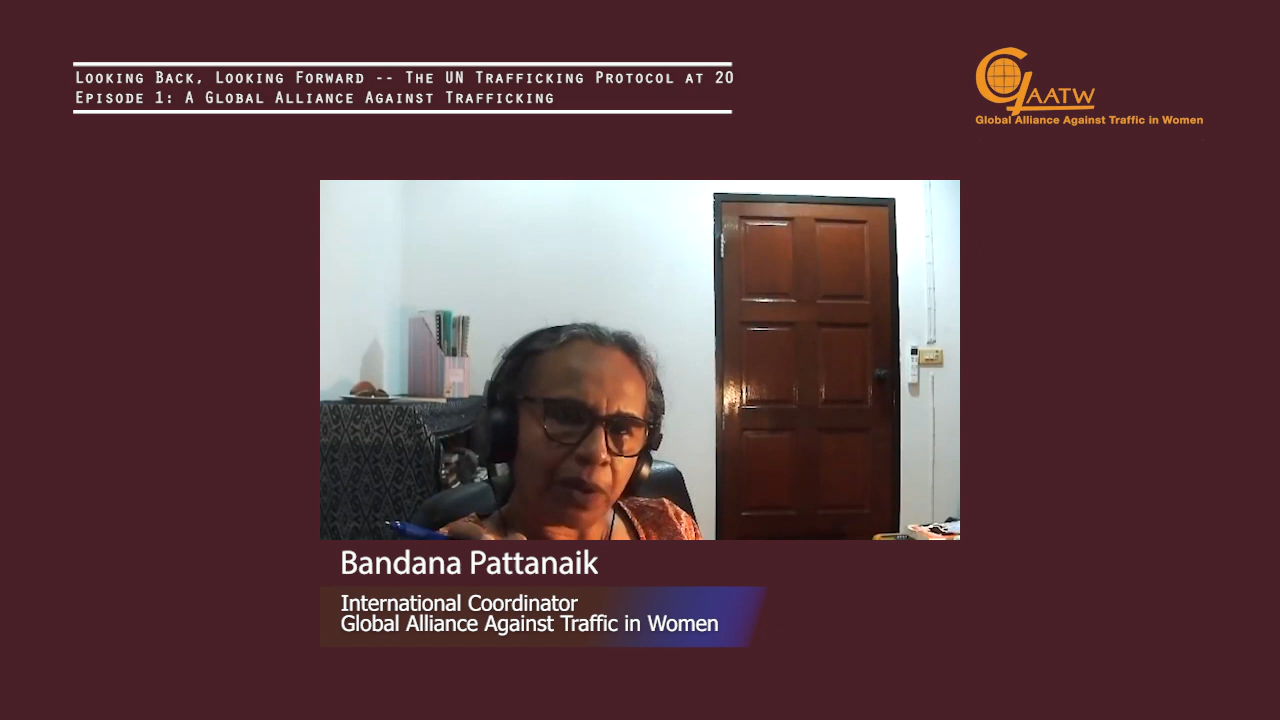 Looking Back, Looking Forward -- The UN Trafficking Protocol at 20
Episode 1: A Global Alliance Against Trafficking
GAATW
Global Alliance Against Traffic in Women
Bandana Pattanaik
International Coordinator
Global Alliance Against Traffic in Women